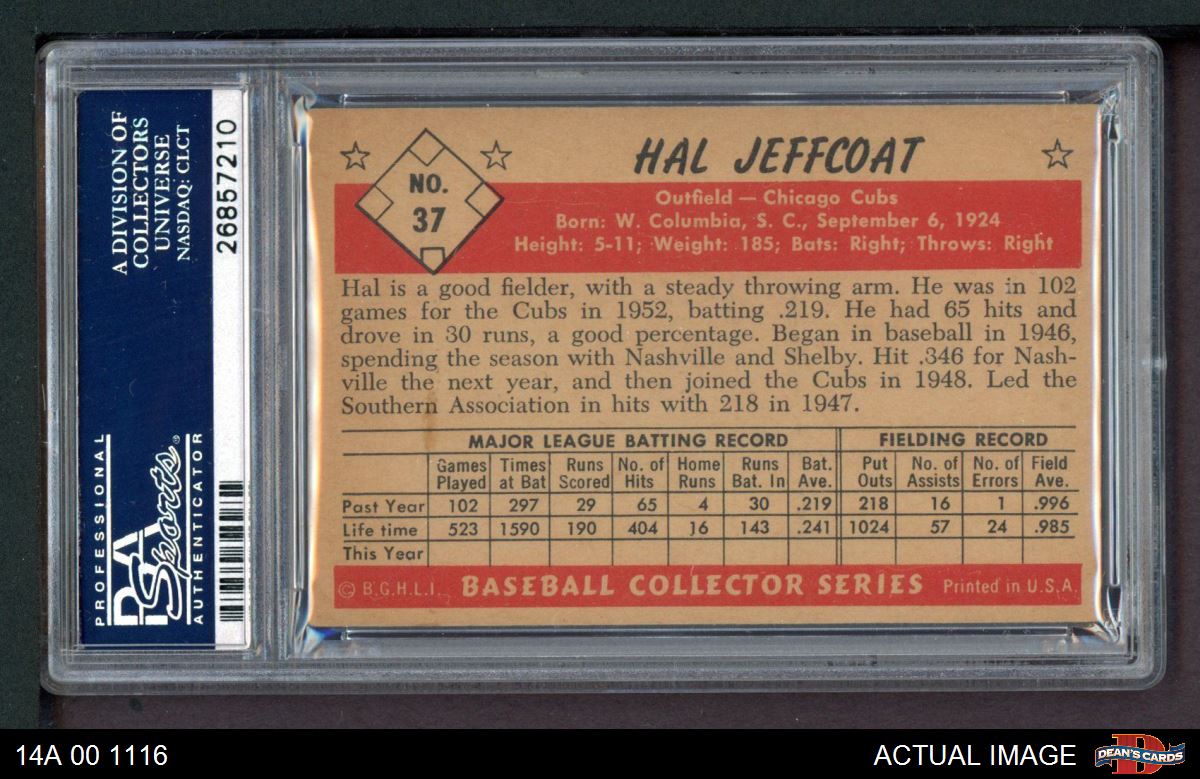 A DIVISION OF
COLLECTORS
UNIVERSE
NASDAQ: CLCT
26857210
PROFESSIONAL
PSA
Sports®
AUTHENTICATOR
NO.
37
HAL JEFFCOAT
Outfield — Chicago Cubs
Born: W. Columbia, S. C., September 6, 1924
Height: 5-11; Weight: 185; Bats: Right; Throws: Right
Hal is a good fielder, with a steady throwing arm. He was in 102
games for the Cubs in 1952, batting .219. He had 65 hits and
drove in 30 runs, a good percentage. Began in baseball in 1946,
spending the season with Nashville and Shelby. Hit .346 for Nash-
ville the next year, and then joined the Cubs in 1948. Led the
Southern Association in hits with 218 in 1947.
MAJOR LEAGUE BATTING RECORD FIELDING RECORD
Games Times Runs No. of Home Runs Bat. Put No. of No. of Field
Played at Bat Scored Hits Runs Bat. In Ave. Outs Assists Errors Ave.
Past Year 102 297 29 65 4 30 .219 218 16 1 .996
Life time 523 1590 190 404 16 143 .241 1024 57 24 .985
This Year
© B.G.H.L.I. BASEBALL COLLECTOR SERIES Printed in U.S.A.
14A 00 1116
ACTUAL IMAGE
DEAN'S CARDS